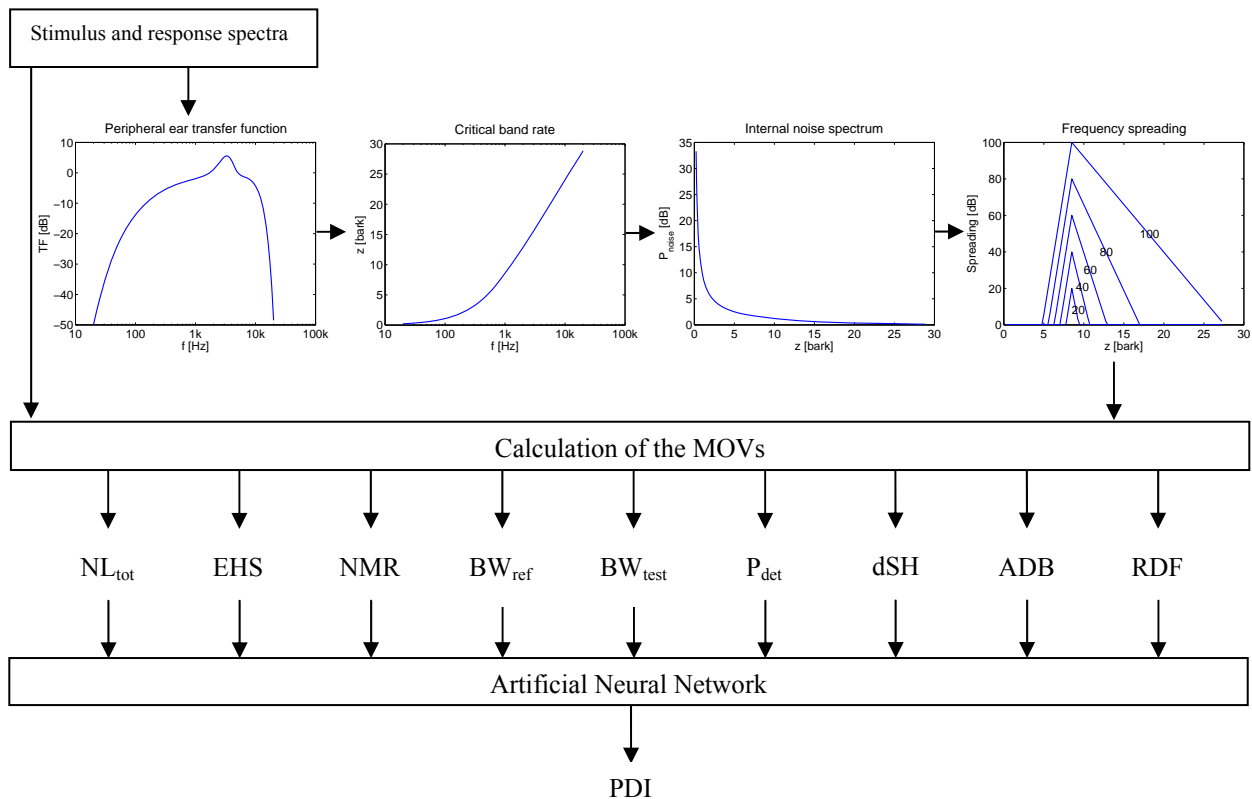 Stimulus and response spectra
Peripheral ear transfer function
TF [dB]
10
0
−10
−20
−30
−40
−50
10 100 1k 10k 100k
f [Hz]
Critical band rate
z [bark]
30
25
20
15
10
5
0
10 100 1k 10k 100k
f [Hz]
Internal noise spectrum
Pnoise [dB]
35
30
25
20
15
10
5
0
0 5 10 15 20 25 30
z [bark]
Frequency spreading
Spreading [dB]
100
80
60
40
20
0
100
80
60
40
20
0 5 10 15 20 25 30
z [bark]
Calculation of the MOVs
NLtot EHS NMR BWref BWtest Pdet dSH ADB RDF
Artificial Neural Network
PDI